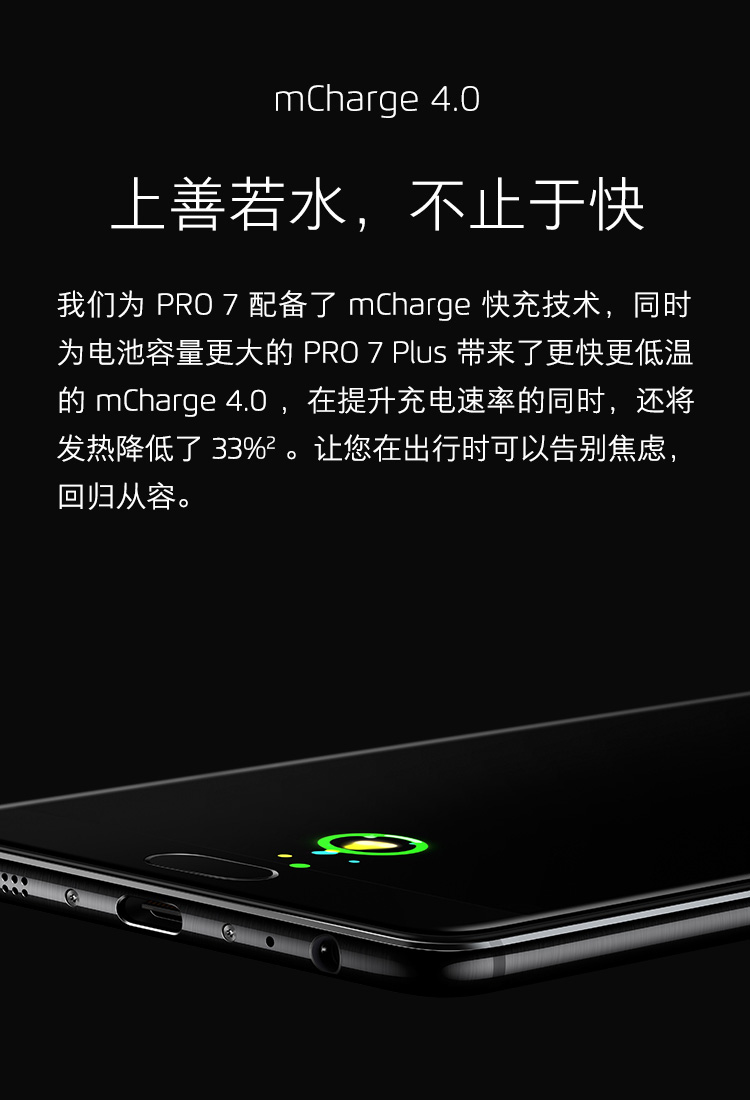 mCharge 4.0
上善若水，不止于快
我们为 PRO 7 配备了 mCharge 快充技术，同时
为电池容量更大的 PRO 7 Plus 带来了更快更低温
的 mCharge 4.0 ，在提升充电速率的同时，还将
发热降低了 33%² 。让您在出行时可以告别焦虑，
回归从容。